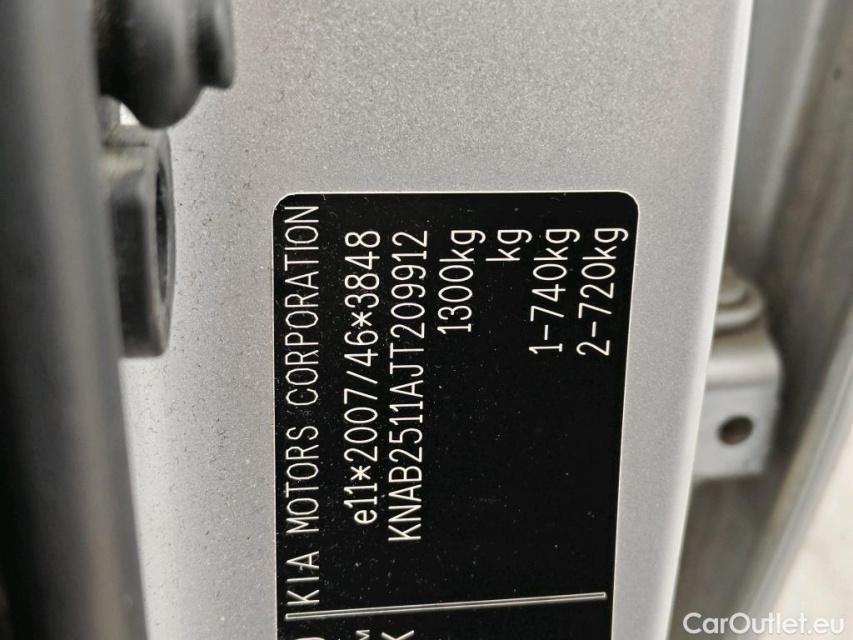 KIA MOTORS CORPORATION
e11*2007/46*3848
KNAB2511AJT209912
1300kg
kg
1-740kg
2-720kg
CarOutlet.eu